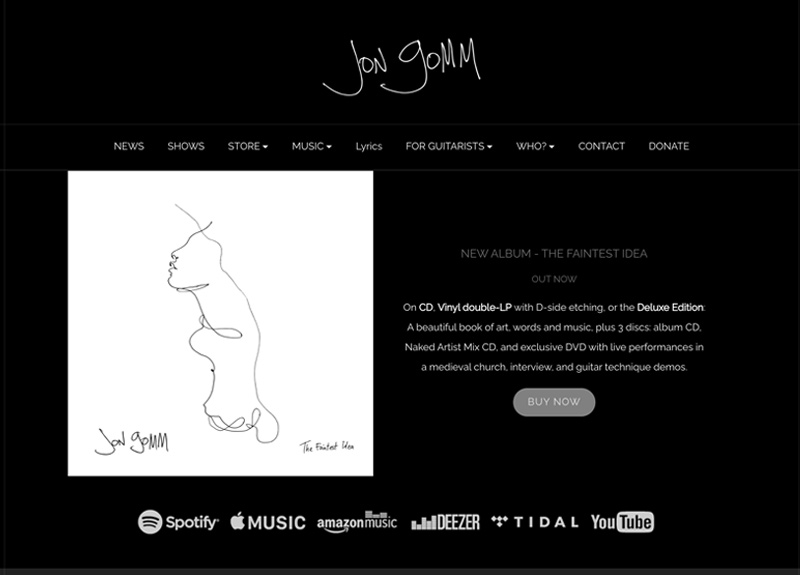 Jon Gomm
NEWS SHOWS STORE MUSIC Lyrics FOR GUITARISTS WHO? CONTACT DONATE
NEW ALBUM - THE FAINTEST IDEA
OUT NOW
On CD, Vinyl double-LP with D-side etching, or the Deluxe Edition:
A beautiful book of art, words and music, plus 3 discs: album CD,
Naked Artist Mix CD, and exclusive DVD with live performances in
a medieval church, interview, and guitar technique demos.
BUY NOW
Jon Gomm
The Faintest Idea
Spotify MUSIC amazon music DEEZER TIDAL YouTube